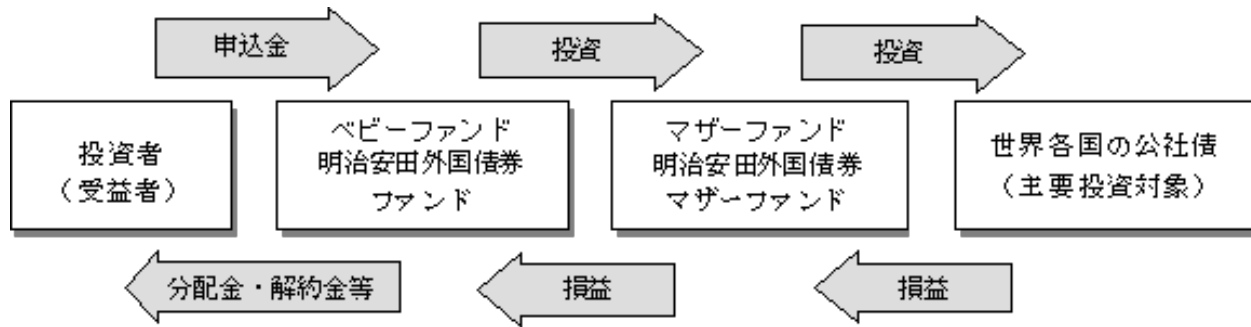 申込金
投資
投資
投資者
（受益者）
ベビーファンド
明治安田外国債券
ファンド
マザーファンド
明治安田外国債券
マザーファンド
世界各国の公社債
（主要投資対象）
分配金・解約金等
損益
損益